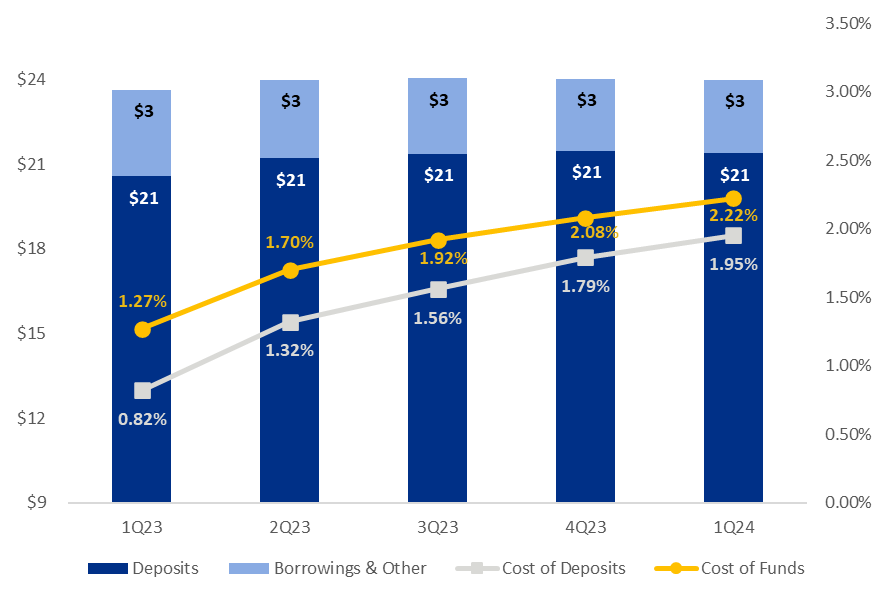 3.50%
$24
3.00%
$3 $3 $3 $3 $3
$21
2.50%
$21 $21 $21 $21 $21
2.00%
$18
1.27% 1.70% 1.92% 2.08% 2.22%
1.50%
0.82% 1.32% 1.56% 1.79% 1.95%
$15
1.00%
$12
0.50%
$9
0.00%
1Q23 2Q23 3Q23 4Q23 1Q24
Deposits Borrowings & Other Cost of Deposits Cost of Funds